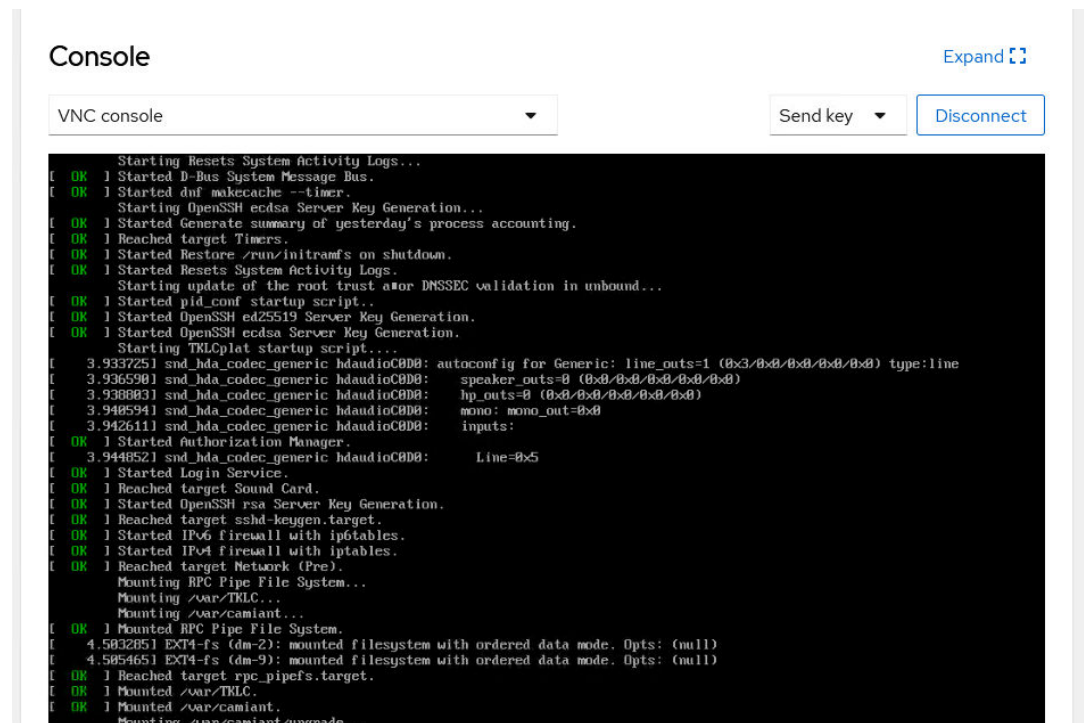 Console
Expand
VNC console
Send key
Disconnect
Starting Resets System Activity Logs...
[  OK  ] Started D-Bus System Message Bus.
[  OK  ] Started dnf makecache --timer.
Starting OpenSSH ecdsa Server Key Generation...
[  OK  ] Started Generate summary of yesterday's process accounting.
[  OK  ] Reached target Timers.
[  OK  ] Started Restore /run/initramfs on shutdown.
[  OK  ] Started Resets System Activity Logs.
Starting update of the root trust a■or DNSSEC validation in unbound...
[  OK  ] Started pid_conf startup script..
[  OK  ] Started OpenSSH ed25519 Server Key Generation.
[  OK  ] Started OpenSSH ecdsa Server Key Generation.
Starting TKLCplat startup script....
[    3.933725] snd_hda_codec_generic hdaudioC0D0: autoconfig for Generic: line_outs=1 (0x3/0x0/0x0/0x0/0x0) type:line
[    3.936590] snd_hda_codec_generic hdaudioC0D0:    speaker_outs=0 (0x0/0x0/0x0/0x0/0x0)
[    3.938803] snd_hda_codec_generic hdaudioC0D0:    hp_outs=0 (0x0/0x0/0x0/0x0/0x0)
[    3.940594] snd_hda_codec_generic hdaudioC0D0:    mono: mono_out=0x0
[    3.942611] snd_hda_codec_generic hdaudioC0D0:    inputs:
[  OK  ] Started Authorization Manager.
[    3.944852] snd_hda_codec_generic hdaudioC0D0:      Line=0x5
[  OK  ] Started Login Service.
[  OK  ] Reached target Sound Card.
[  OK  ] Started OpenSSH rsa Server Key Generation.
[  OK  ] Reached target sshd-keygen.target.
[  OK  ] Started IPv6 firewall with ip6tables.
[  OK  ] Started IPv4 firewall with iptables.
[  OK  ] Reached target Network (Pre).
Mounting RPC Pipe File System...
Mounting /var/TKLC...
Mounting /var/camiant...
[  OK  ] Mounted RPC Pipe File System.
[    4.503285] EXT4-fs (dm-2): mounted filesystem with ordered data mode. Opts: (null)
[    4.505465] EXT4-fs (dm-9): mounted filesystem with ordered data mode. Opts: (null)
[  OK  ] Reached target rpc_pipefs.target.
[  OK  ] Mounted /var/TKLC.
[  OK  ] Mounted /var/camiant.
Mounting /var/camiant/upgrade...